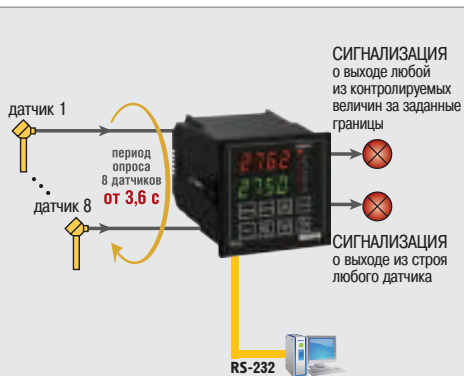 СИГНАЛИЗАЦИЯ
о выходе любой
из контролируемых
величин за заданные
границы
датчик 1
период
опроса
8 датчиков
от 3,6 с
2762
2750
датчик 8
СИГНАЛИЗАЦИЯ
о выходе из строя
любого датчика
RS-232